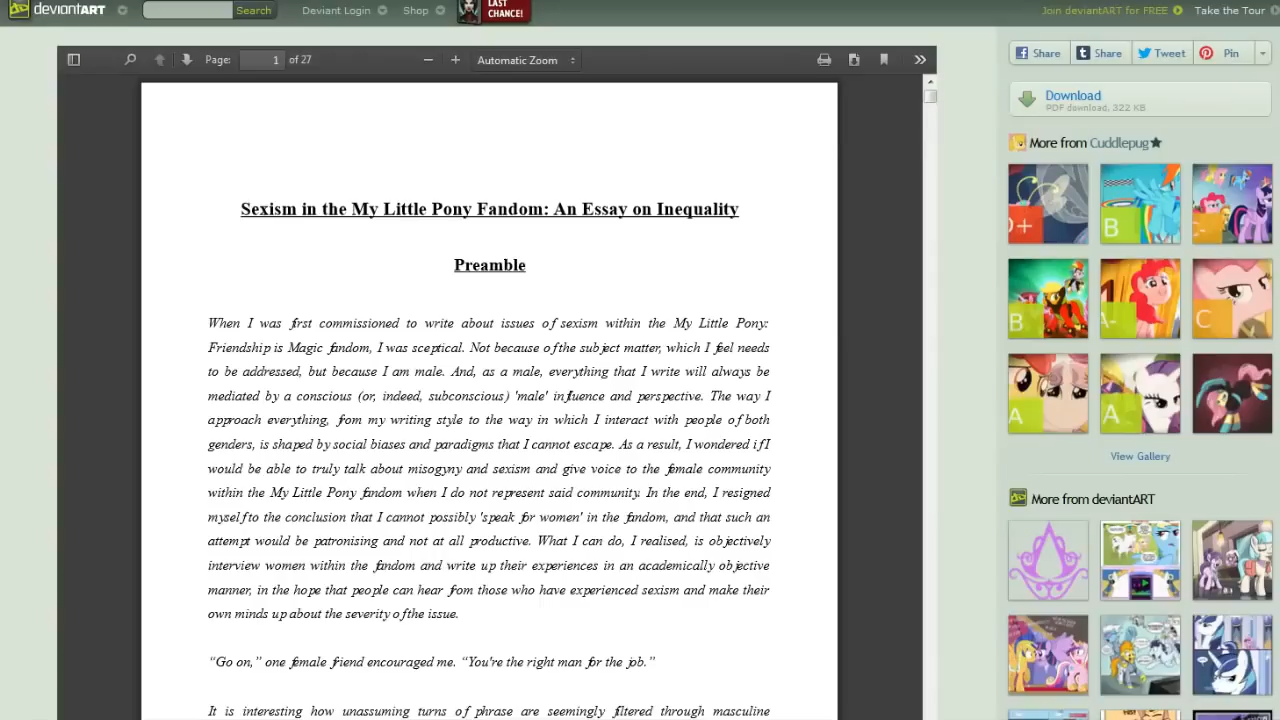 deviantART
Search
Deviant Login
Shop
LAST
CHANCE!
Join deviantART for FREE
Take the Tour
Page: 1 of 27
Automatic Zoom
Share
Share
Tweet
Pin
Download
PDF download, 322 KB
More from Cuddlepug
Sexism in the My Little Pony Fandom: An Essay on Inequality
Preamble
When I was first commissioned to write about issues of sexism within the My Little Pony:
Friendship is Magic fandom, I was sceptical. Not because of the subject matter, which I feel needs
to be addressed, but because I am male. And, as a male, everything that I write will always be
mediated by a conscious (or, indeed, subconscious) 'male' influence and perspective. The way I
approach everything, from my writing style to the way in which I interact with people of both
genders, is shaped by social biases and paradigms that I cannot escape. As a result, I wondered if I
would be able to truly talk about misogyny and sexism and give voice to the female community
within the My Little Pony fandom when I do not represent said community. In the end, I resigned
myself to the conclusion that I cannot possibly 'speak for women' in the fandom, and that such an
attempt would be patronising and not at all productive. What I can do, I realised, is objectively
interview women within the fandom and write up their experiences in an academically objective
manner, in the hope that people can hear from those who have experienced sexism and make their
own minds up about the severity of the issue.
“Go on,” one female friend encouraged me. “You're the right man for the job.”
It is interesting how unassuming turns of phrase are seemingly filtered through masculine
D+
B
B
A-
C
A
A
View Gallery
More from deviantART